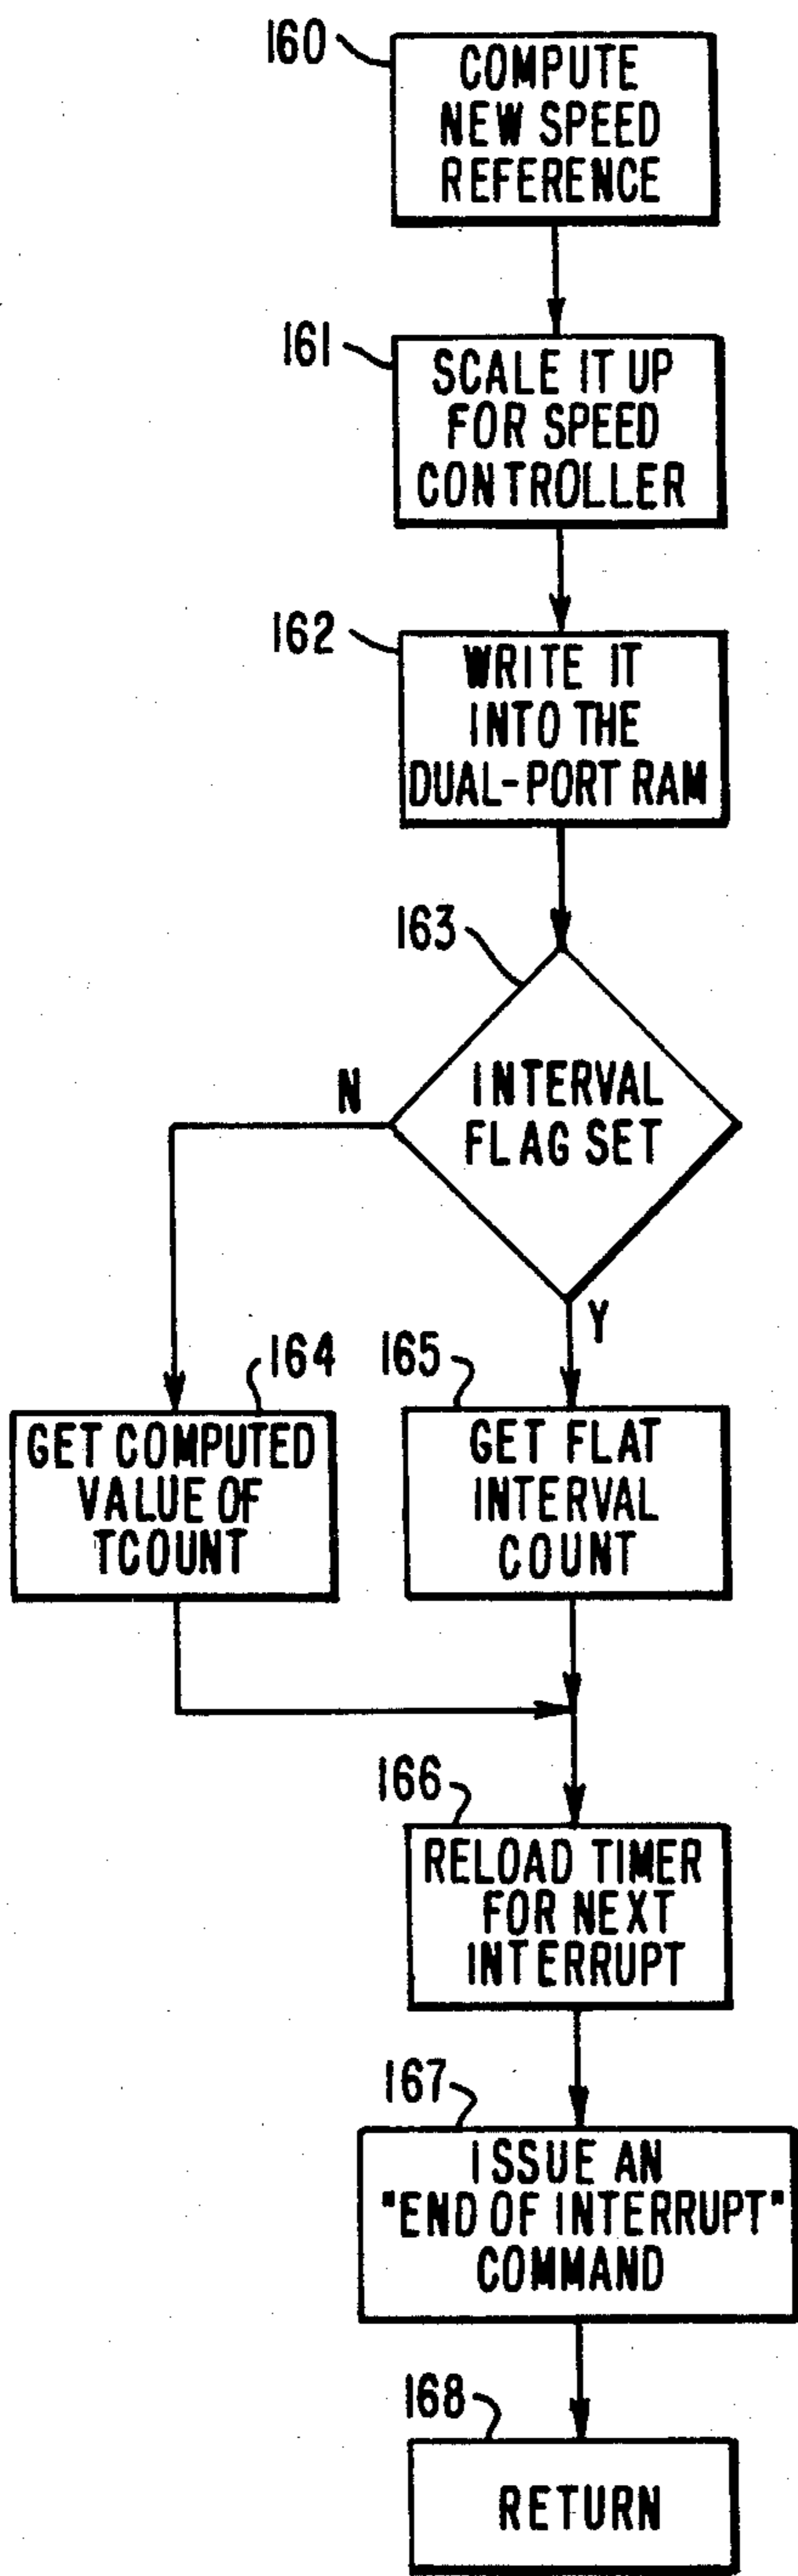 160
COMPUTE
NEW SPEED
REFERENCE
161
SCALE IT UP
FOR SPEED
CONTROLLER
162
WRITE IT
INTO THE
DUAL-PORT RAM
163
INTERVAL
FLAG SET
N
Y
164
GET COMPUTED
VALUE OF
TCOUNT
165
GET FLAT
INTERVAL
COUNT
166
RELOAD TIMER
FOR NEXT
INTERRUPT
167
ISSUE AN
"END OF INTERRUPT"
COMMAND
168
RETURN